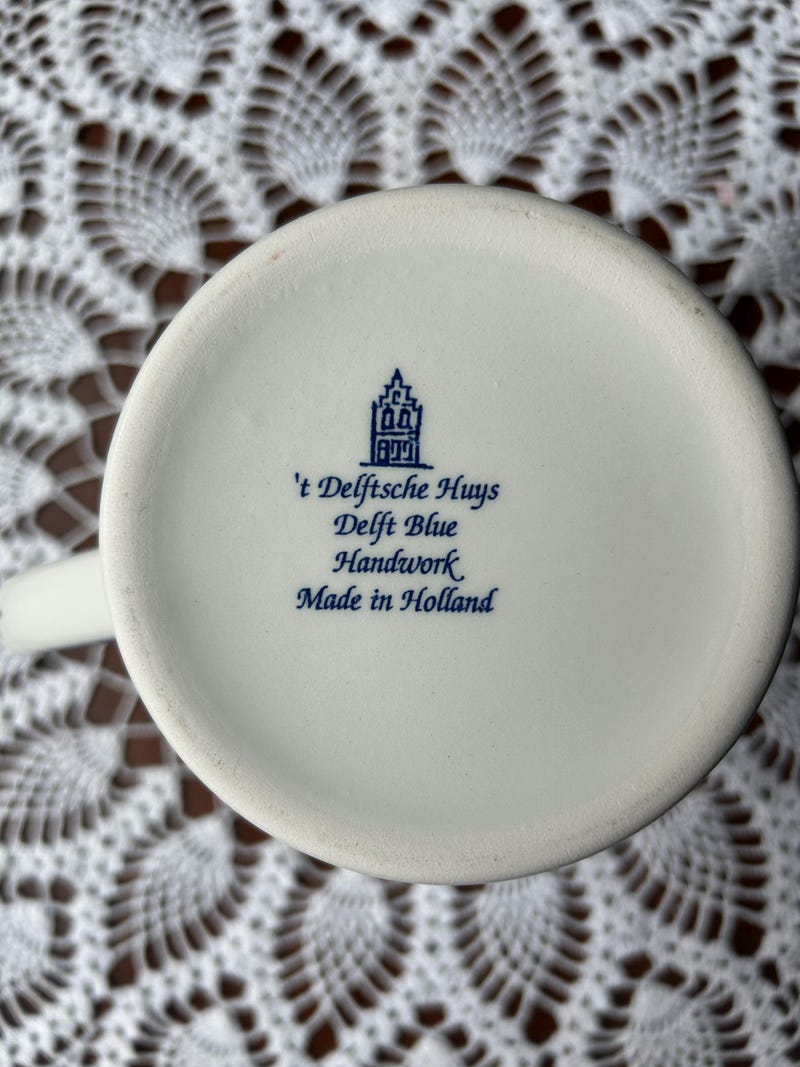 't Delftsche Huys
Delft Blue
Handwork
Made in Holland